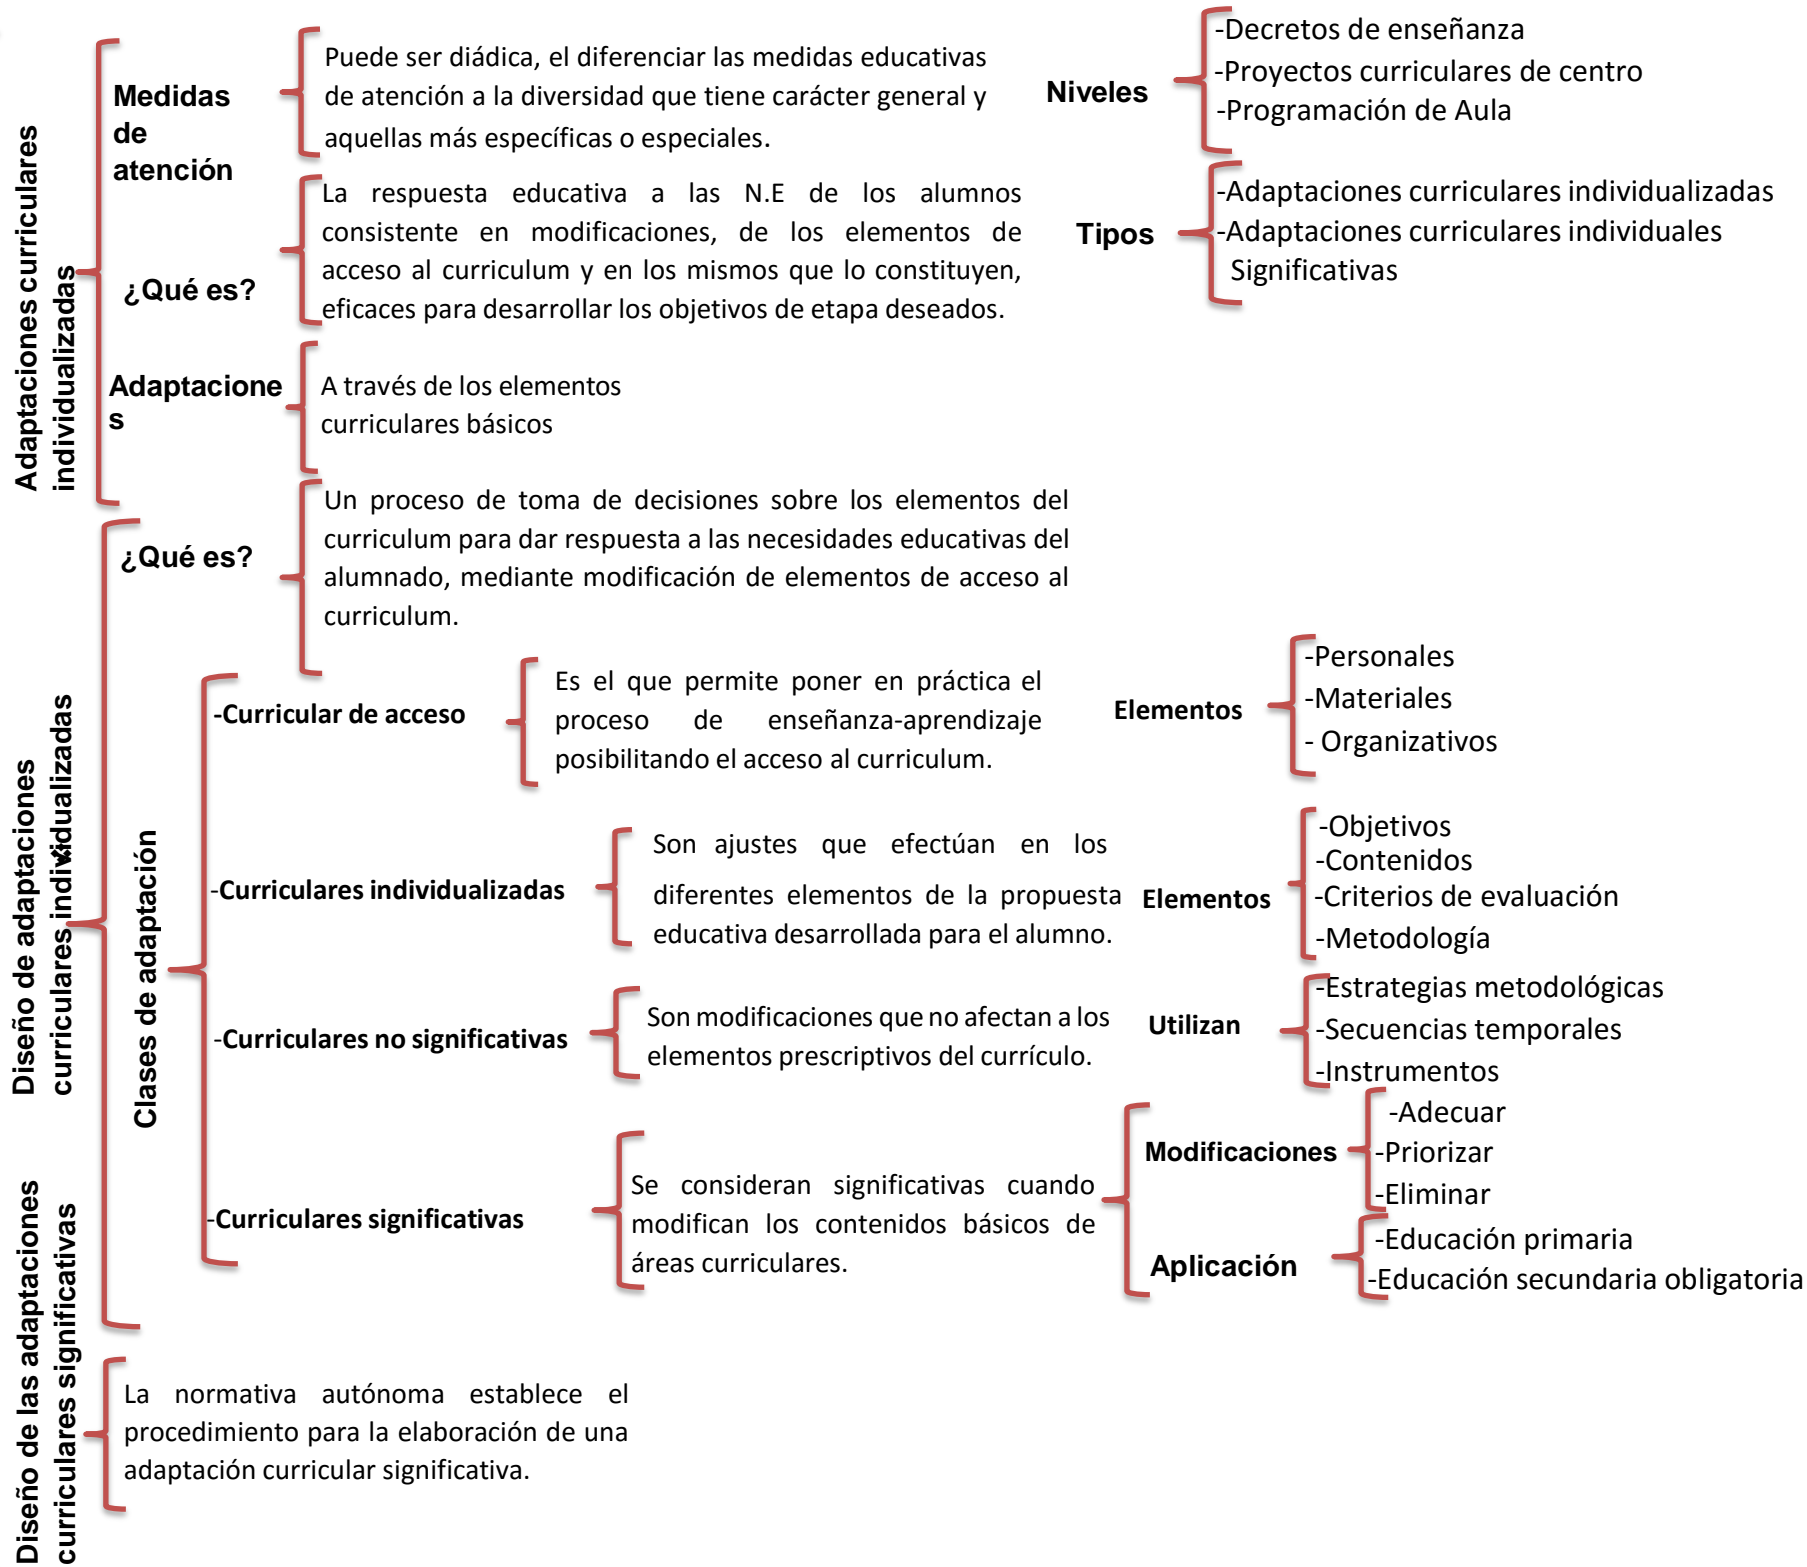 Adaptaciones curriculares
individualizadas
Medidas
de
atención
Puede ser diádica, el diferenciar las medidas educativas
de atención a la diversidad que tiene carácter general y
aquellas más específicas o especiales.
Niveles
-Decretos de enseñanza
-Proyectos curriculares de centro
-Programación de Aula
¿Qué es?
La respuesta educativa a las N.E de los alumnos
consistente en modificaciones, de los elementos de
acceso al curriculum y en los mismos que lo constituyen,
eficaces para desarrollar los objetivos de etapa deseados.
Tipos
-Adaptaciones curriculares individualizadas
-Adaptaciones curriculares individuales
Significativas
Adaptacione
s
A través de los elementos
curriculares básicos
Diseño de adaptaciones
curriculares individualizadas
¿Qué es?
Un proceso de toma de decisiones sobre los elementos del
curriculum para dar respuesta a las necesidades educativas del
alumnado, mediante modificación de elementos de acceso al
curriculum.
Clases de adaptación
-Curricular de acceso
Es el que permite poner en práctica el
proceso de enseñanza-aprendizaje
posibilitando el acceso al curriculum.
Elementos
-Personales
-Materiales
- Organizativos
-Curriculares individualizadas
Son ajustes que efectúan en los
diferentes elementos de la propuesta
educativa desarrollada para el alumno.
Elementos
-Objetivos
-Contenidos
-Criterios de evaluación
-Metodología
-Curriculares no significativas
Son modificaciones que no afectan a los
elementos prescriptivos del currículo.
Utilizan
-Estrategias metodológicas
-Secuencias temporales
-Instrumentos
-Curriculares significativas
Se consideran significativas cuando
modifican los contenidos básicos de
áreas curriculares.
Modificaciones
-Adecuar
-Priorizar
-Eliminar
Aplicación
-Educación primaria
-Educación secundaria obligatoria
Diseño de las adaptaciones
curriculares significativas
La normativa autónoma establece el
procedimiento para la elaboración de una
adaptación curricular significativa.